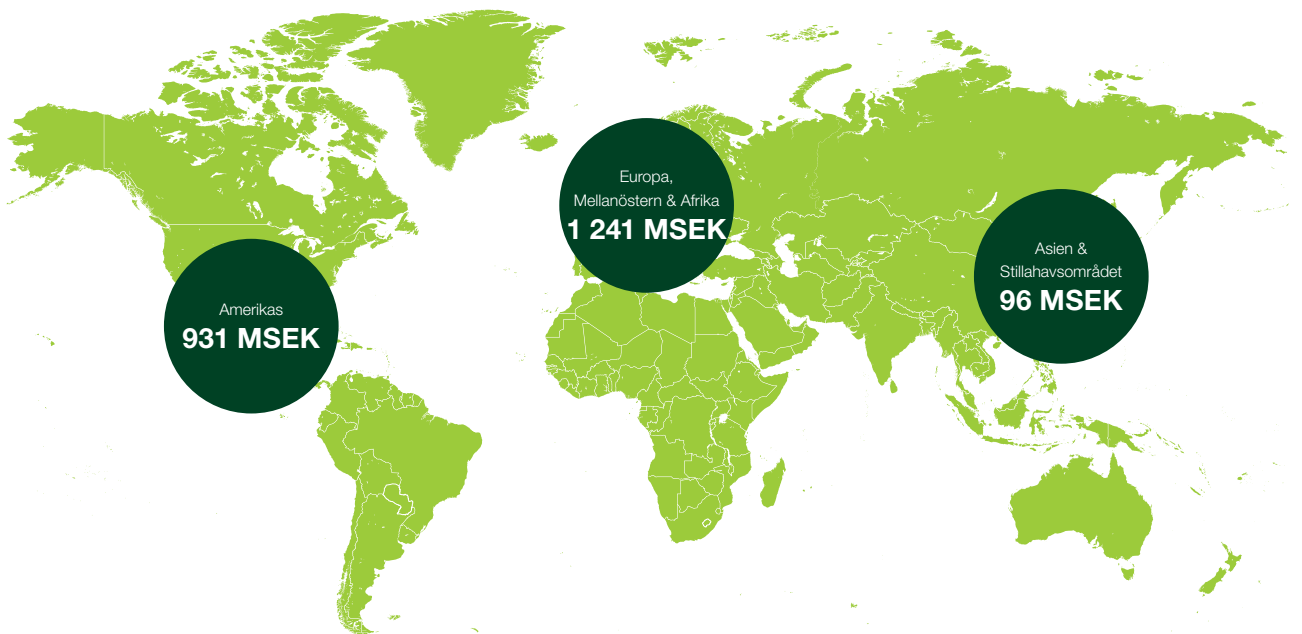 Europa,
Mellanöstern & Afrika
1 241 MSEK
Asien &
Stillahavsområdet
96 MSEK
Amerikas
931 MSEK